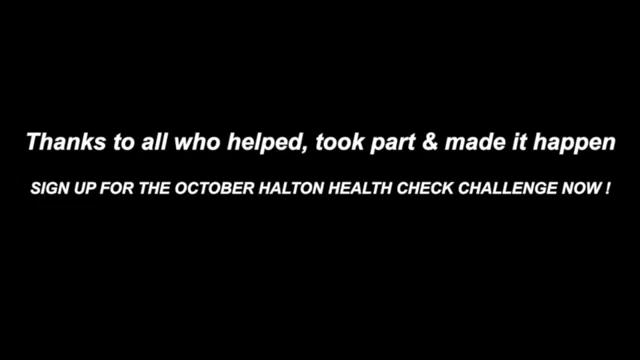 Thanks to all who helped, took part & made it happen
SIGN UP FOR THE OCTOBER HALTON HEALTH CHECK CHALLENGE NOW !